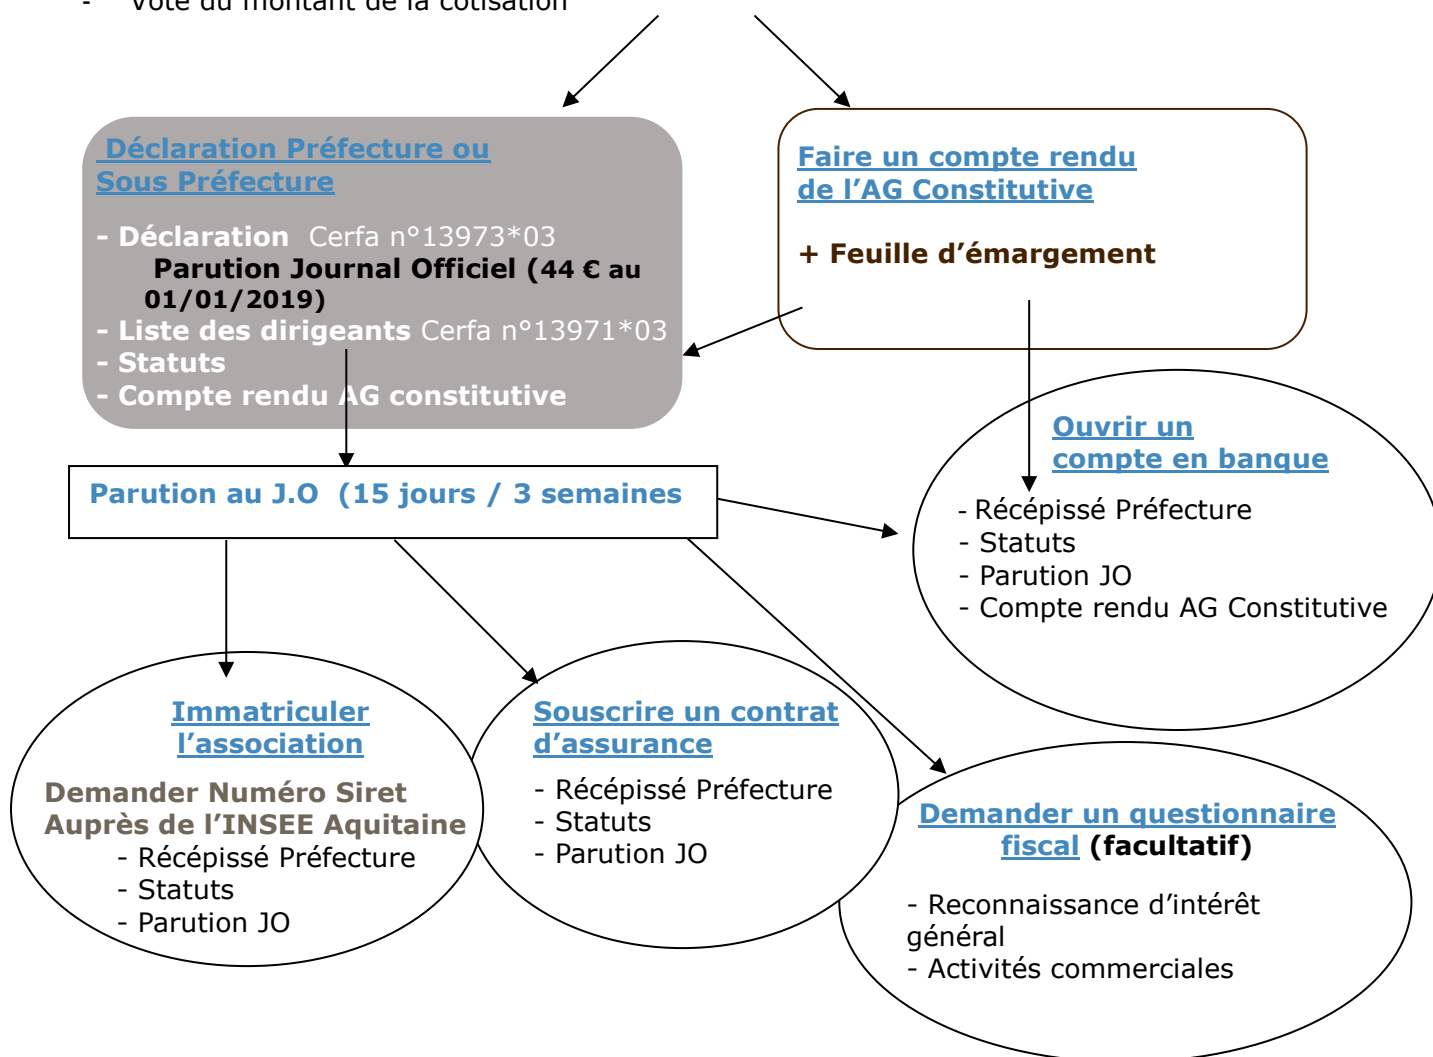 - Vote du montant de la cotisation
Déclaration Préfecture ou
Sous Préfecture
- Déclaration Cerfa n°13973*03
Parution Journal Officiel (44 € au
01/01/2019)
- Liste des dirigeants Cerfa n°13971*03
- Statuts
- Compte rendu AG constitutive
Faire un compte rendu
de l’AG Constitutive
+ Feuille d’émargement
Ouvrir un
compte en banque
- Récépissé Préfecture
- Statuts
- Parution JO
- Compte rendu AG Constitutive
Parution au J.O (15 jours / 3 semaines
Immatriculer
l’association
Demander Numéro Siret
Auprès de l’INSEE Aquitaine
- Récépissé Préfecture
- Statuts
- Parution JO
Souscrire un contrat
d’assurance
- Récépissé Préfecture
- Statuts
- Parution JO
Demander un questionnaire
fiscal (facultatif)
- Reconnaissance d’intérêt
général
- Activités commerciales